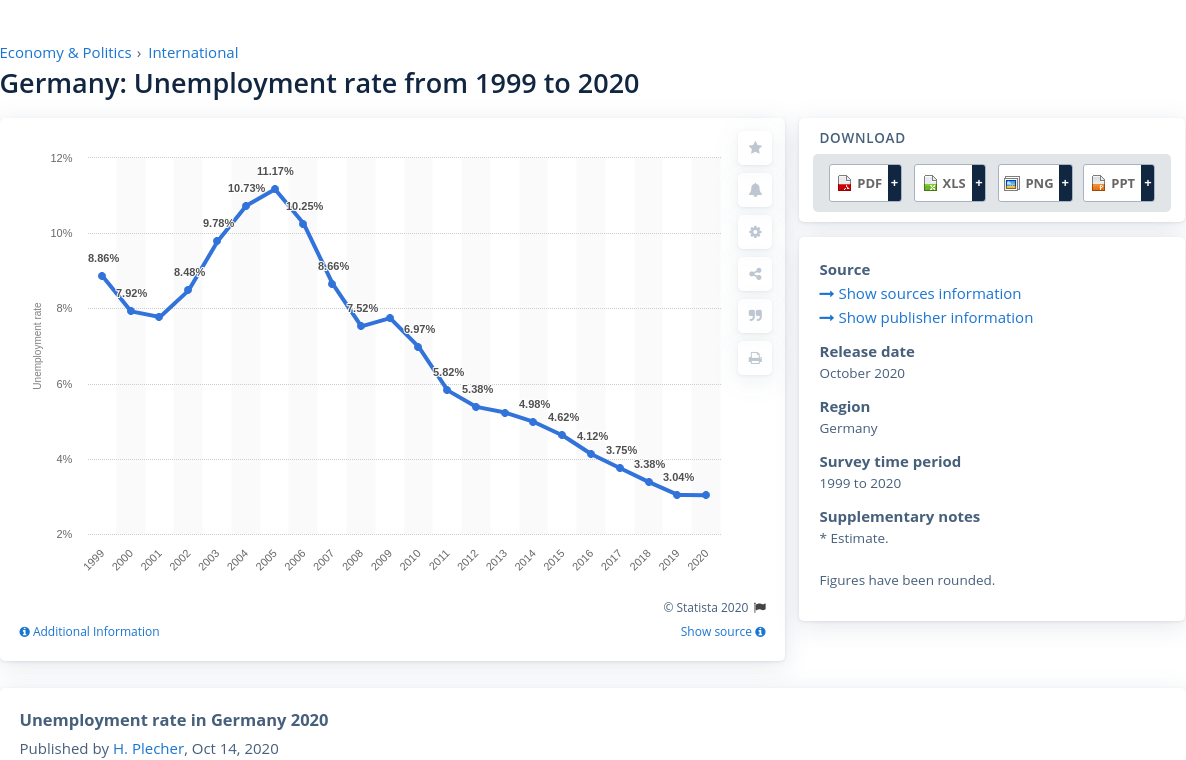 Economy & Politics › International
Germany: Unemployment rate from 1999 to 2020
12%
10%
8%
6%
4%
2%
Unemployment rate
8.86%
7.92%
8.48%
9.78%
10.73%
11.17%
10.25%
8.66%
7.52%
6.97%
5.82%
5.38%
4.98%
4.62%
4.12%
3.75%
3.38%
3.04%
1999
2000
2001
2002
2003
2004
2005
2006
2007
2008
2009
2010
2011
2012
2013
2014
2015
2016
2017
2018
2019
2020
© Statista 2020
Additional Information
Show source
DOWNLOAD
PDF + XLS + PNG + PPT +
Source
Show sources information
Show publisher information
Release date
October 2020
Region
Germany
Survey time period
1999 to 2020
Supplementary notes
* Estimate.
Figures have been rounded.
Unemployment rate in Germany 2020
Published by H. Plecher, Oct 14, 2020